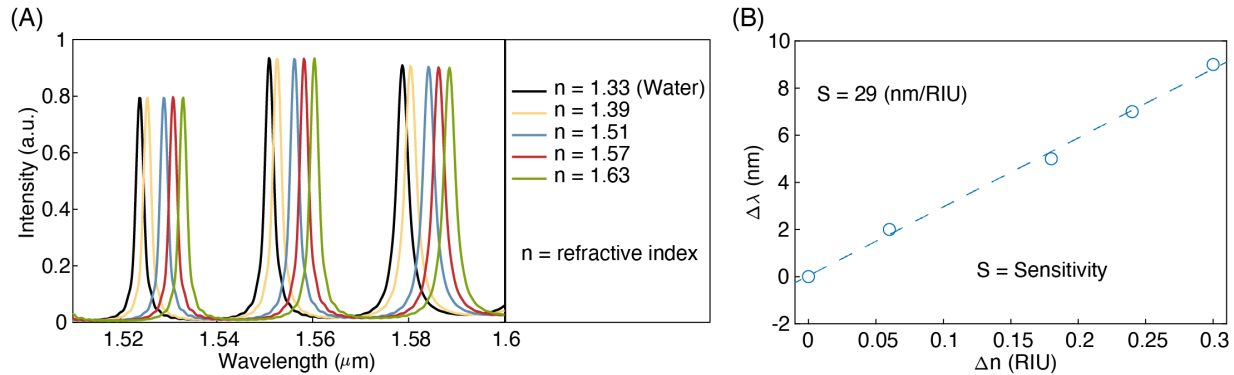 (A)
1
0.8
0.6
0.4
0.2
0
Intensity (a.u.)
1.52
1.54
1.56
1.58
1.6
Wavelength (μm)
n = 1.33 (Water)
n = 1.39
n = 1.51
n = 1.57
n = 1.63
n = refractive index
(B)
10
8
6
4
2
0
-2
Δλ (nm)
S = 29 (nm/RIU)
S = Sensitivity
0
0.05
0.1
0.15
0.2
0.25
0.3
Δn (RIU)